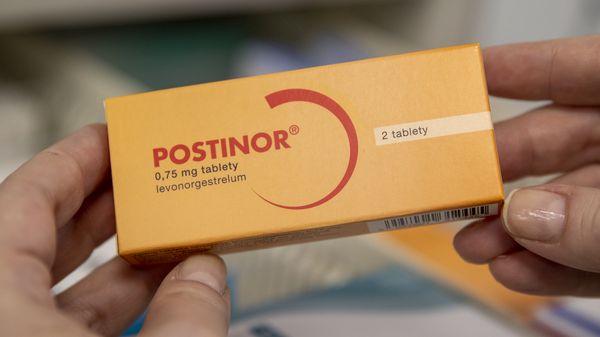 POSTINOR®
0,75 mg tablety
levonorgestrelum
2 tablety